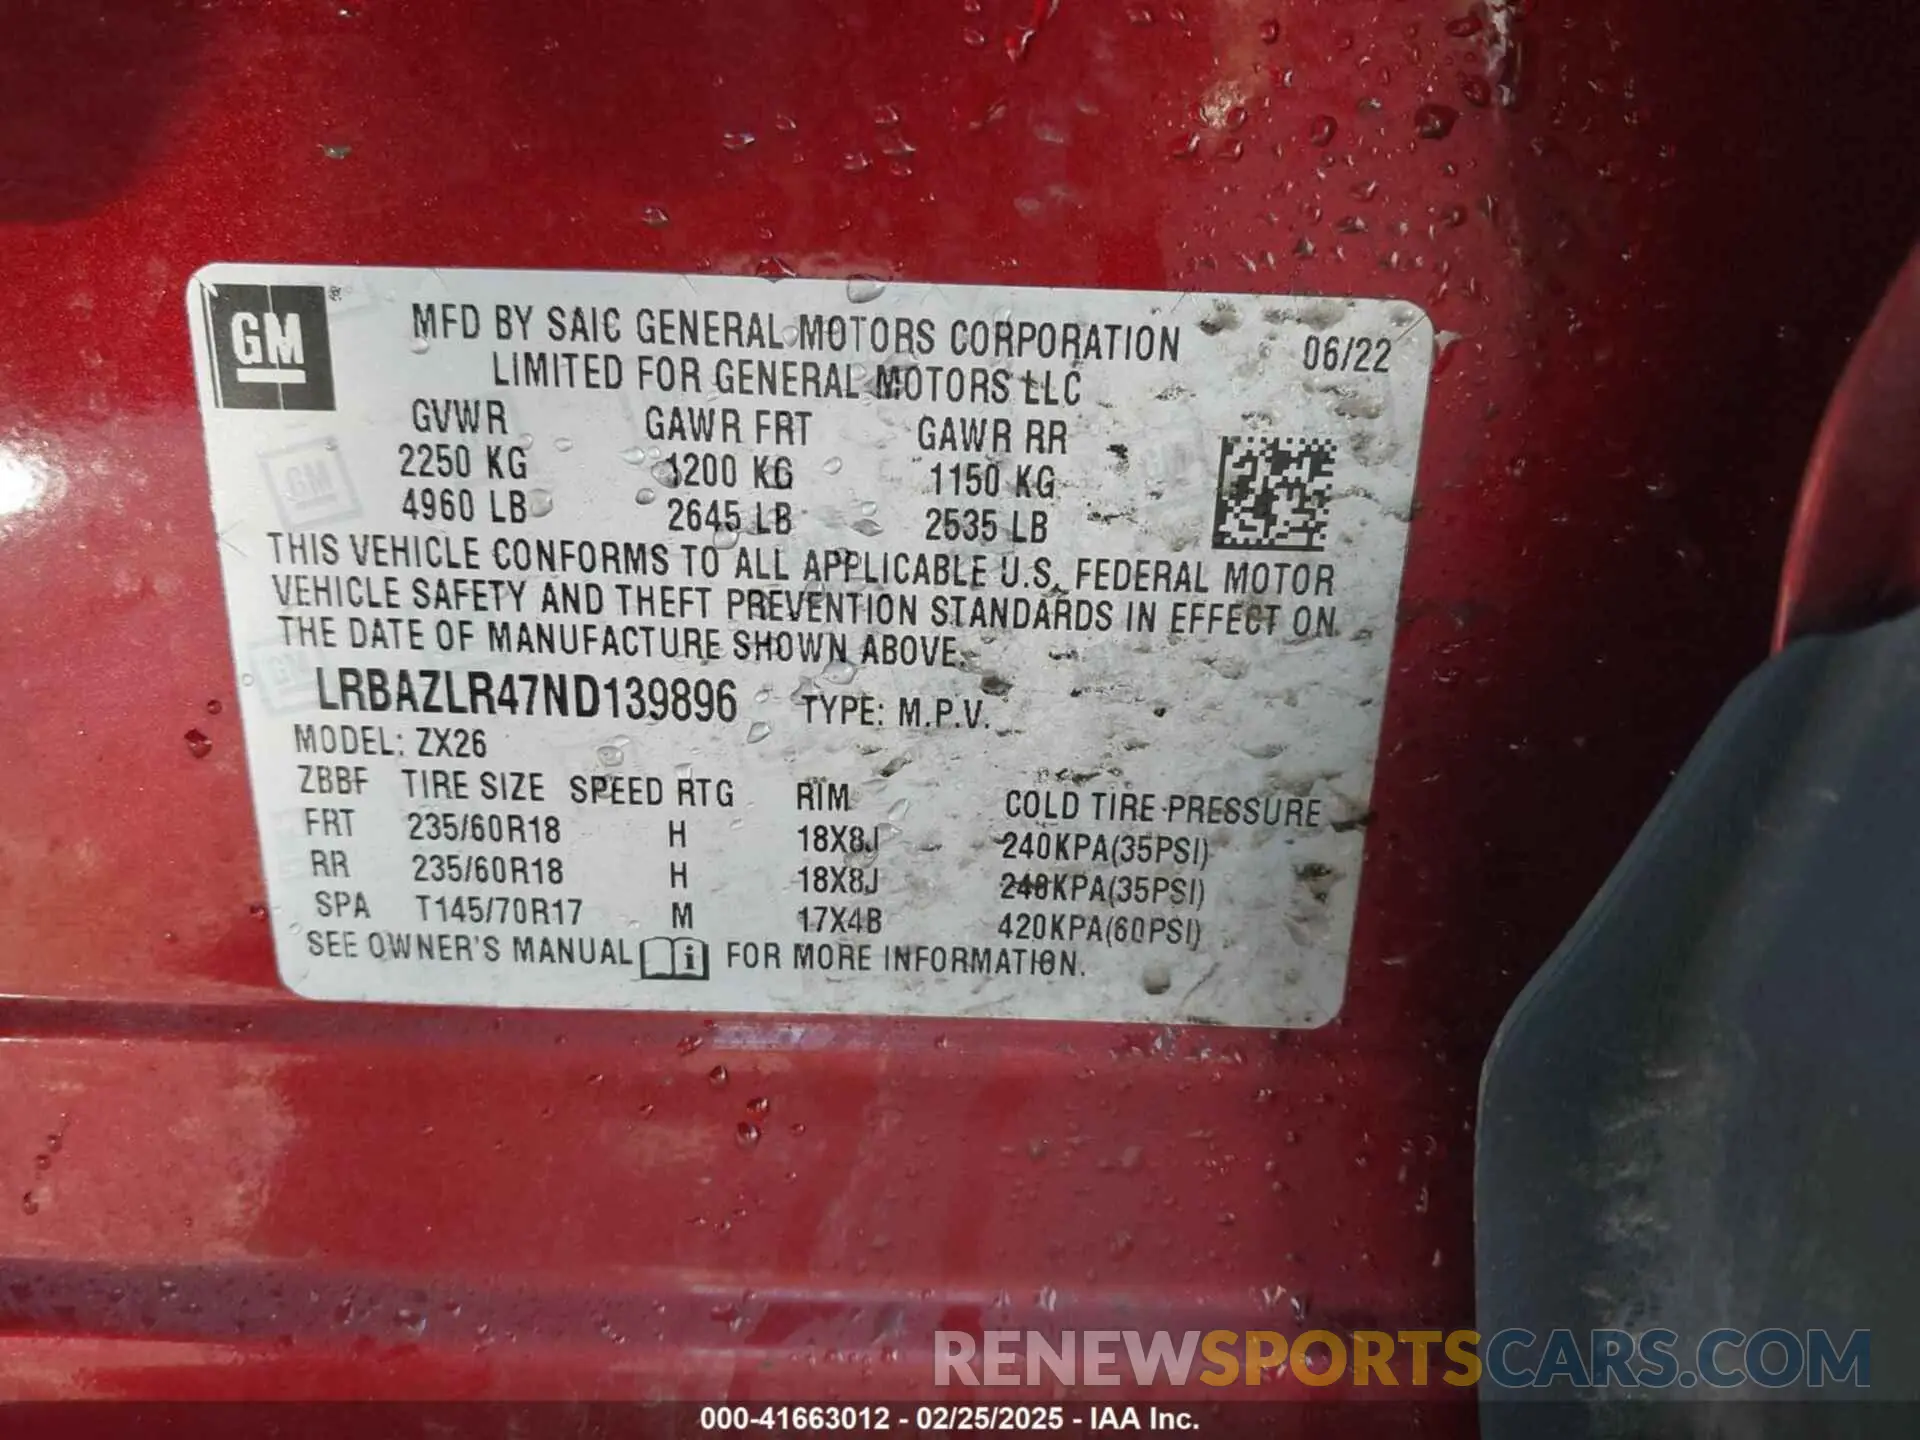 GM
MFD BY SAIC GENERAL MOTORS CORPORATION 06/22
LIMITED FOR GENERAL MOTORS LLC
GVWR GAWR FRT GAWR RR
2250 KG 1200 KG 1150 KG
4960 LB 2645 LB 2535 LB
THIS VEHICLE CONFORMS TO ALL APPLICABLE U.S. FEDERAL MOTOR
VEHICLE SAFETY AND THEFT PREVENTION STANDARDS IN EFFECT ON
THE DATE OF MANUFACTURE SHOWN ABOVE.
LRBAZLR47ND139896 TYPE: M.P.V.
MODEL: ZX26
ZBBF TIRE SIZE SPEED RTG RIM COLD TIRE PRESSURE
FRT 235/60R18 H 18X8J 240KPA(35PSI)
RR 235/60R18 H 18X8J 240KPA(35PSI)
SPA T145/70R17 M 17X4B 420KPA(60PSI)
SEE OWNER'S MANUAL i FOR MORE INFORMATION.
RENEWSPORTSCARS.COM
000-41663012 - 02/25/2025 - IAA Inc.